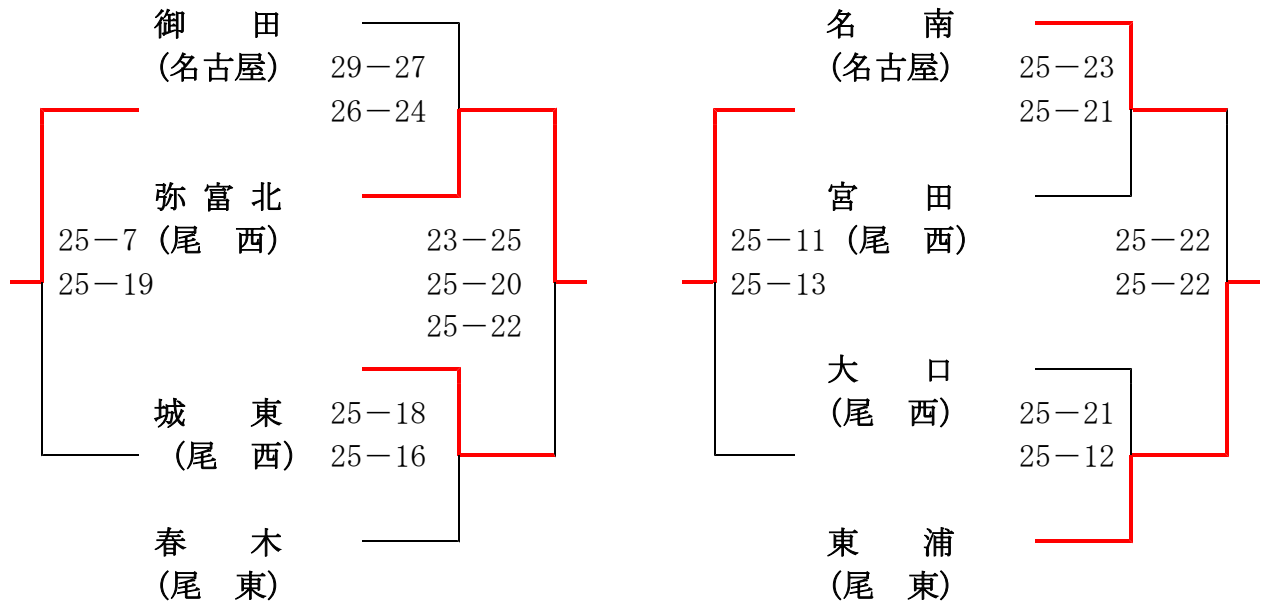 御　田
(名古屋)
29－27
26－24
弥 富 北
(尾　西)
25－7
25－19
23－25
25－20
25－22
城　東
(尾　西)
25－18
25－16
春　木
(尾　東)
名　南
(名古屋)
25－23
25－21
宮　田
(尾　西)
25－11
25－13
25－22
25－22
大　口
(尾　西)
25－21
25－12
東　浦
(尾　東)